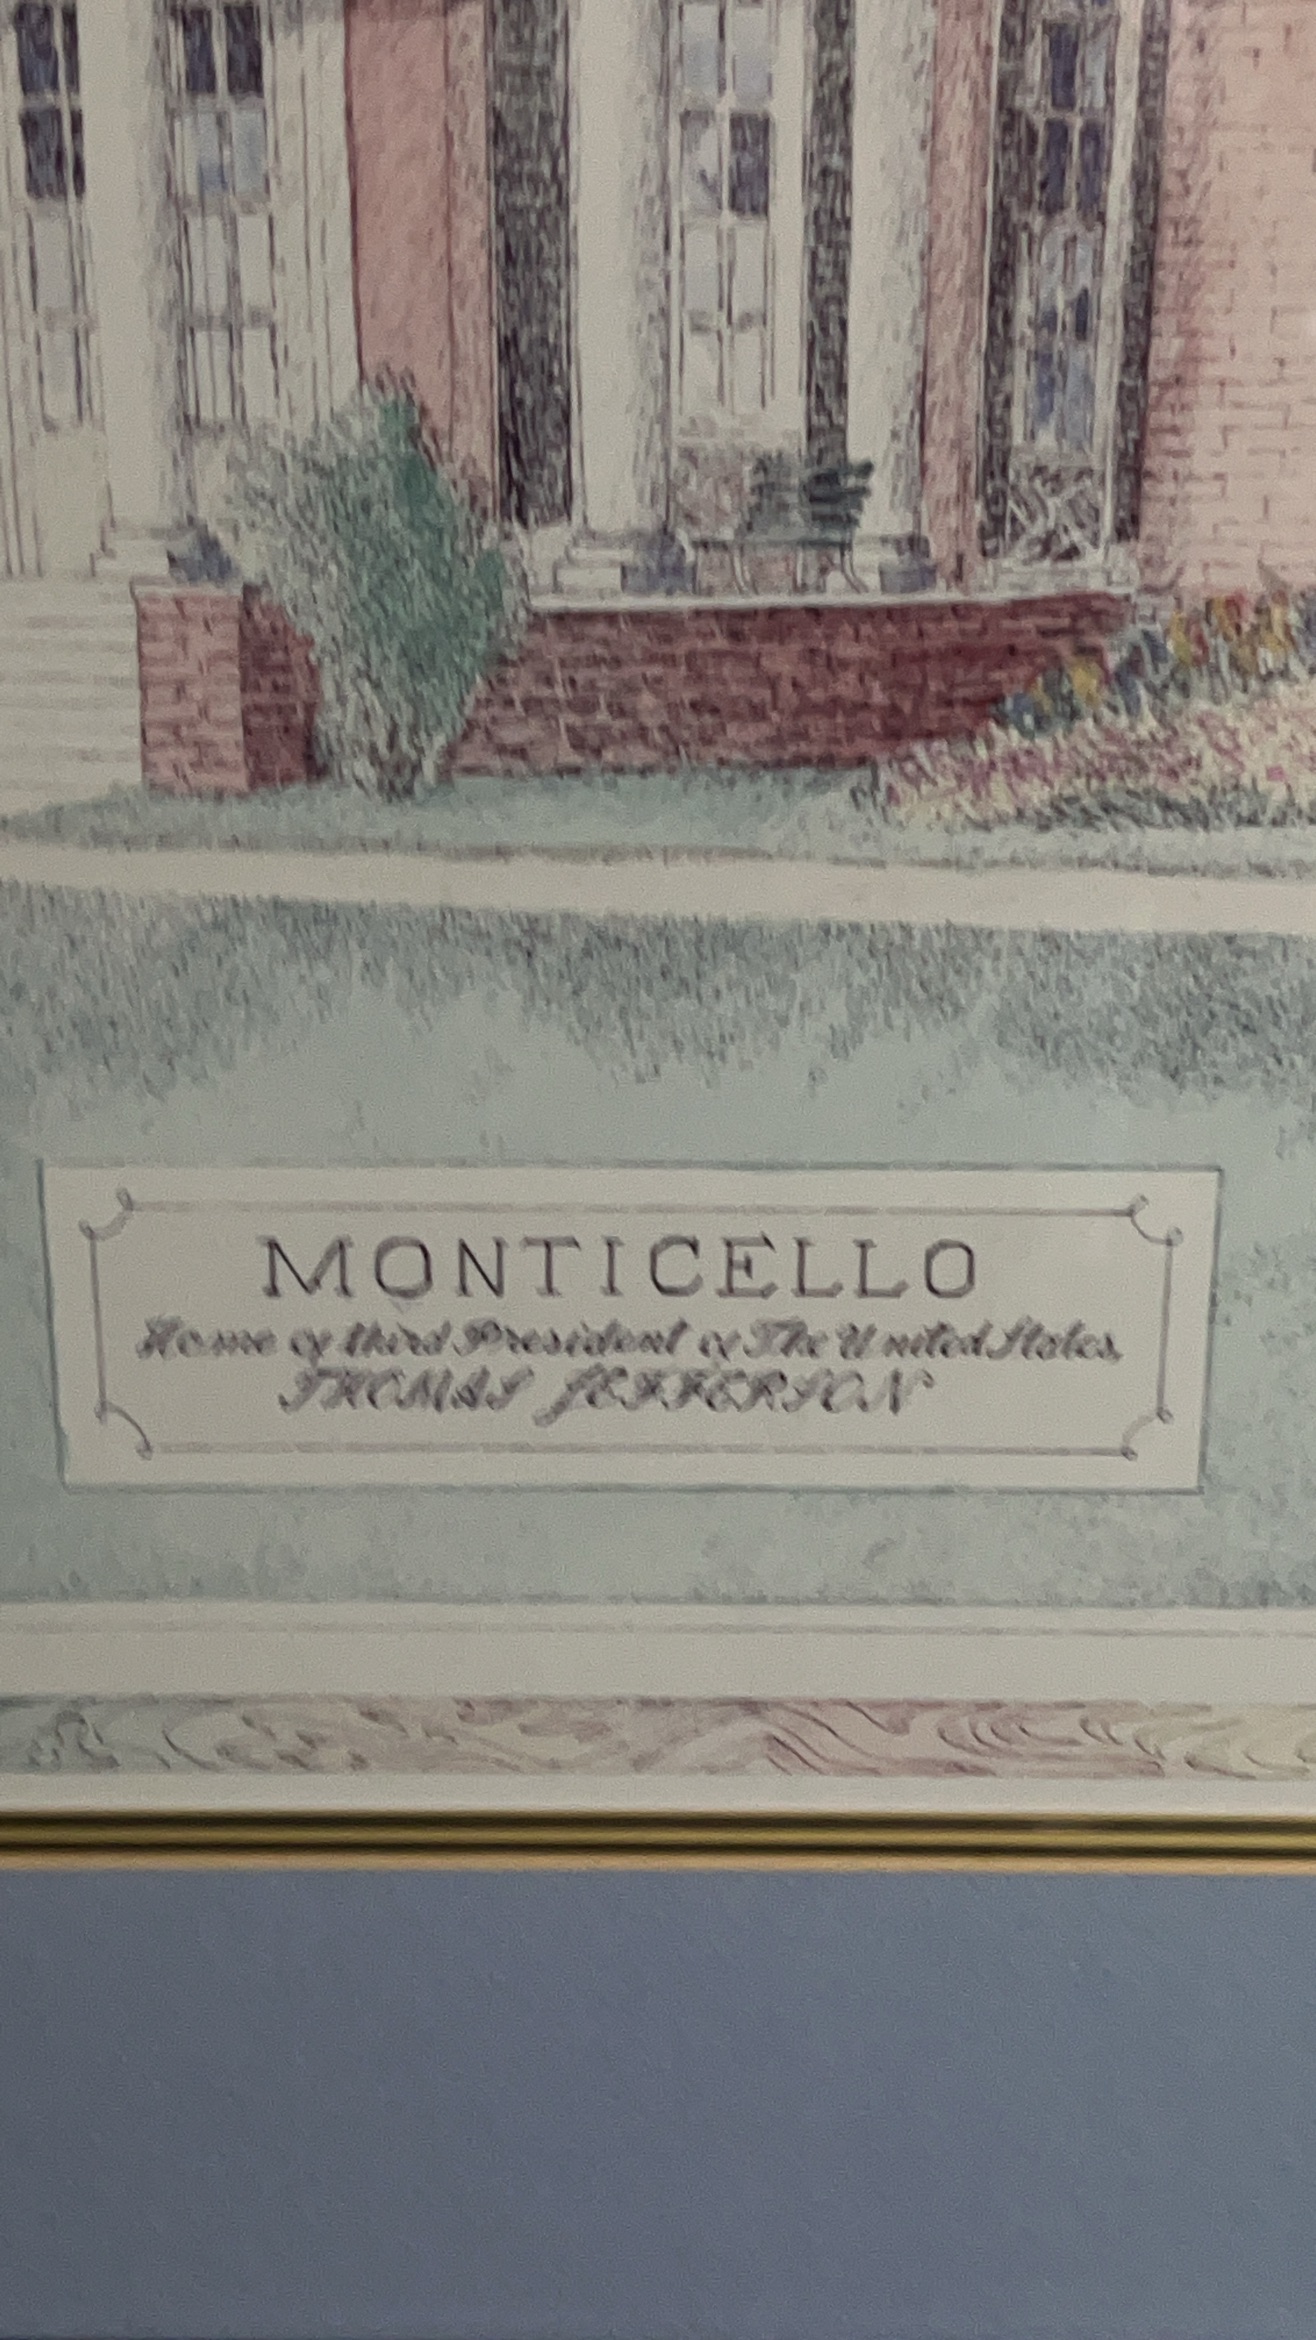 MONTICELLO
Home of third President of The United States,
THOMAS JEFFERSON